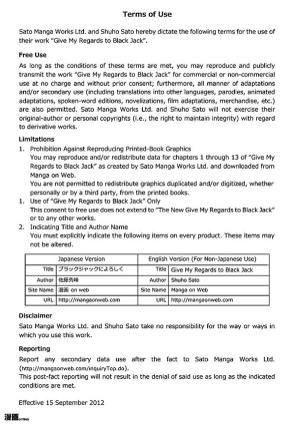 Terms of Use
Sato Manga Works Ltd. and Shuho Sato hereby dictate the following terms for the use of
their work "Give My Regards to Black Jack".
Free Use
As long as the conditions of these terms are met, you may reproduce and publicly
transmit the work "Give My Regards to Black Jack" for commercial or non-commercial
use at no charge and without prior consent; furthermore, all manner of adaptations
and/or secondary use (including translations into other languages, parodies, animated
adaptations, spoken-word editions, novelizations, film adaptations, merchandise, etc.)
are also permitted. Sato Manga Works Ltd. and Shuho Sato will not exercise their
original-author or personal copyrights (i.e., the right to maintain integrity) with regard
to derivative works.
Limitations
1. Prohibition Against Reproducing Printed-Book Graphics
You may reproduce and/or redistribute data for chapters 1 through 13 of "Give My
Regards to Black Jack" as created by Sato Manga Works Ltd. and downloaded from
Manga on Web.
You are not permitted to redistribute graphics duplicated and/or digitized, whether
personally or by a third party, from the printed books.
1. Use of "Give My Regards to Black Jack" Only
This consent to free use does not extend to "The New Give My Regards to Black Jack"
or to any other works.
2. Indicating Title and Author Name
You must explicitly indicate the following items on every piece. These items may
not be altered.
Japanese Version English Version (For Non-Japanese Use)
Title ブラックジャックによろしく Title Give My Regards to Black Jack
Author 佐藤秀峰 Author Shuho Sato
Site Name 漫画 on web Site Name Manga on Web
URL http://mangaonweb.com URL http://mangaonweb.com
Disclaimer
Sato Manga Works Ltd. and Shuho Sato take no responsibility for the way or ways in
which you use this work.
Reporting
Report any secondary data use after the fact to Sato Manga Works Ltd.
(http://mangaonweb.com/inquiryTop.do).
This post-fact reporting will not result in the denial of said use as long as the indicated
conditions are met.
Effective 15 September 2012
漫画 on Web